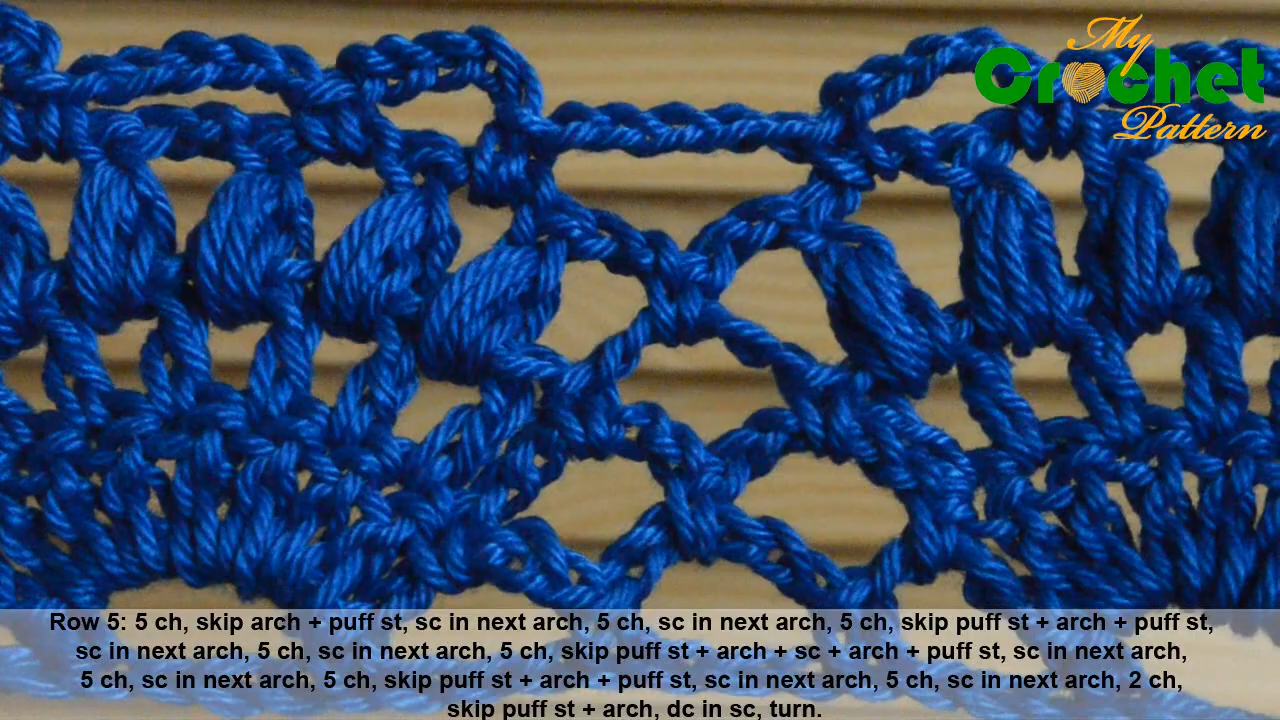 My
Crochet
Pattern
Row 5: 5 ch, skip arch + puff st, sc in next arch, 5 ch, sc in next arch, 5 ch, skip puff st + arch + puff st,
sc in next arch, 5 ch, sc in next arch, 5 ch, skip puff st + arch + sc + arch + puff st, sc in next arch,
5 ch, sc in next arch, 5 ch, skip puff st + arch + puff st, sc in next arch, 5 ch, sc in next arch, 2 ch,
skip puff st + arch, dc in sc, turn.